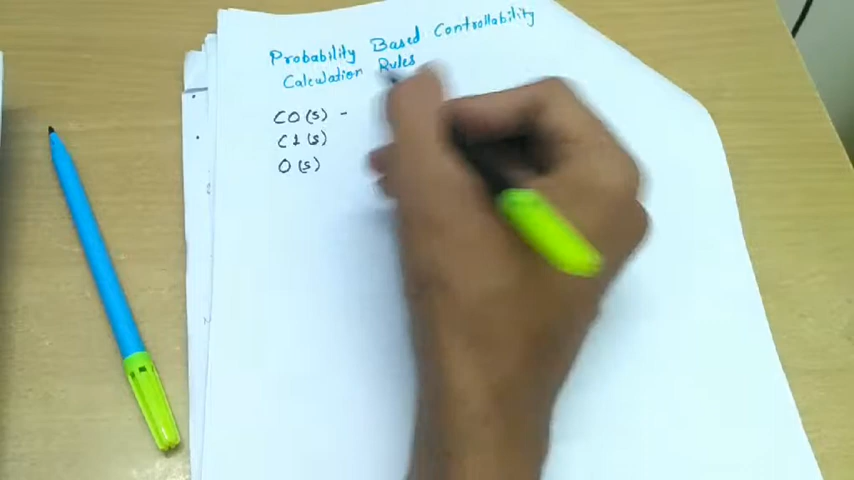 Probability Based Controllability
Calculation Rules
C0(s) -
C1(s)
O(s)